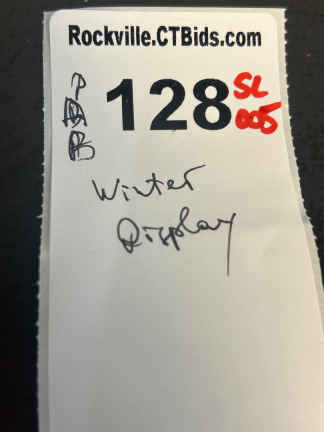 Rockville.CTBids.com
128
SL
005
Winter
Display